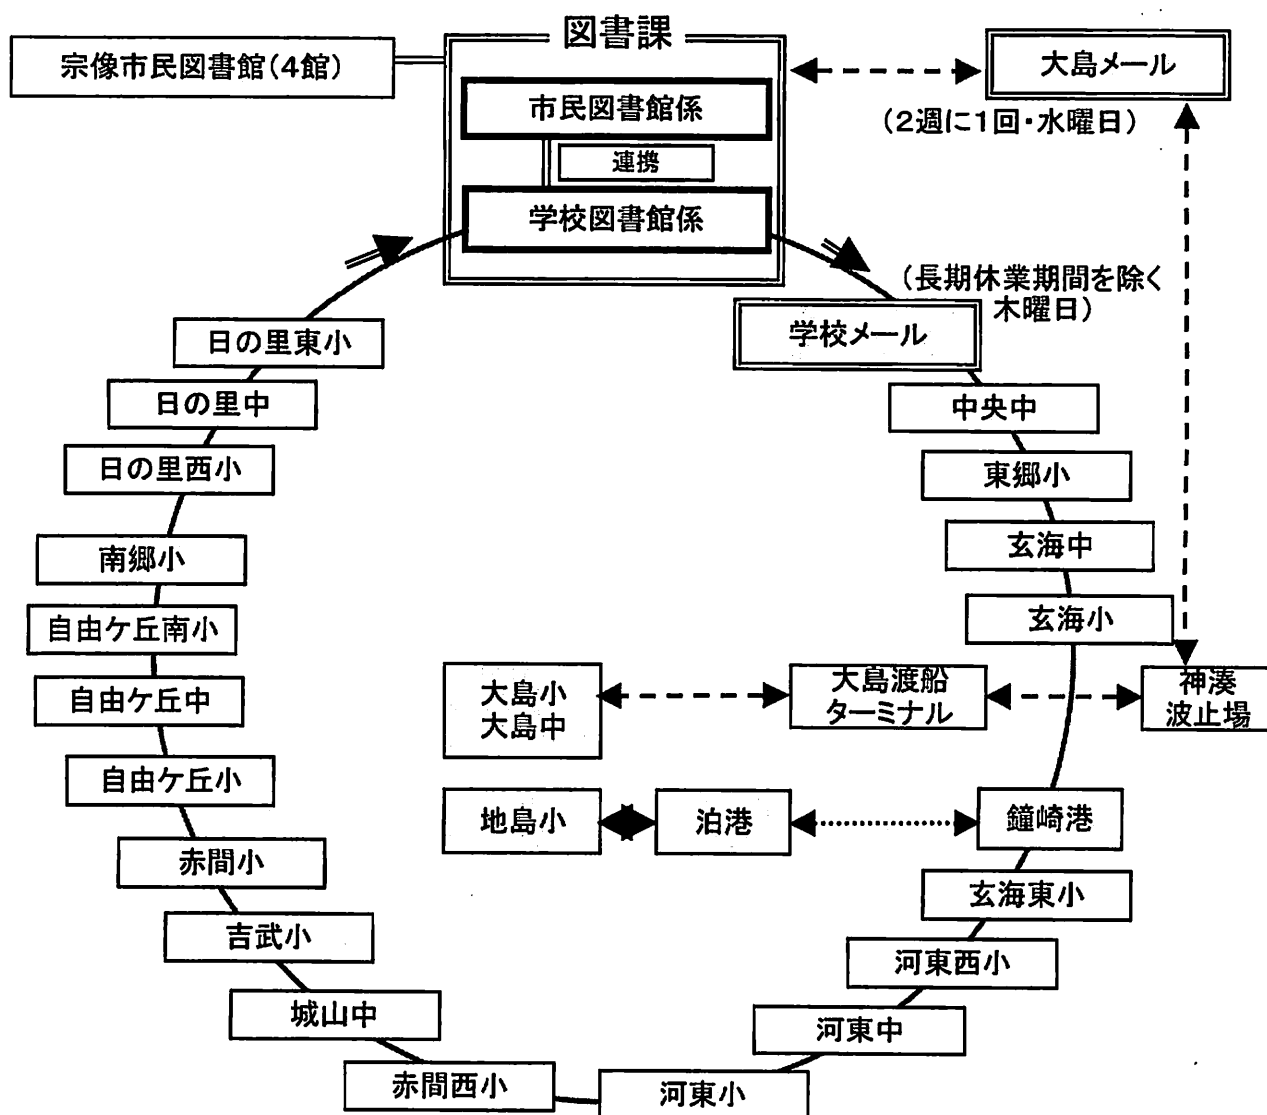 図書課
宗像市民図書館(4館)
市民図書館係
連携
学校図書館係
大島メール
(2週に1回・水曜日)
(長期休業期間を除く
木曜日)
学校メール
中央中
東郷小
玄海中
玄海小
神湊
波止場
大島渡船
ターミナル
大島小
大島中
鐘崎港
泊港
地島小
玄海東小
河東西小
河東中
河東小
赤間西小
城山中
吉武小
赤間小
自由ケ丘小
自由ケ丘中
自由ケ丘南小
南郷小
日の里西小
日の里中
日の里東小